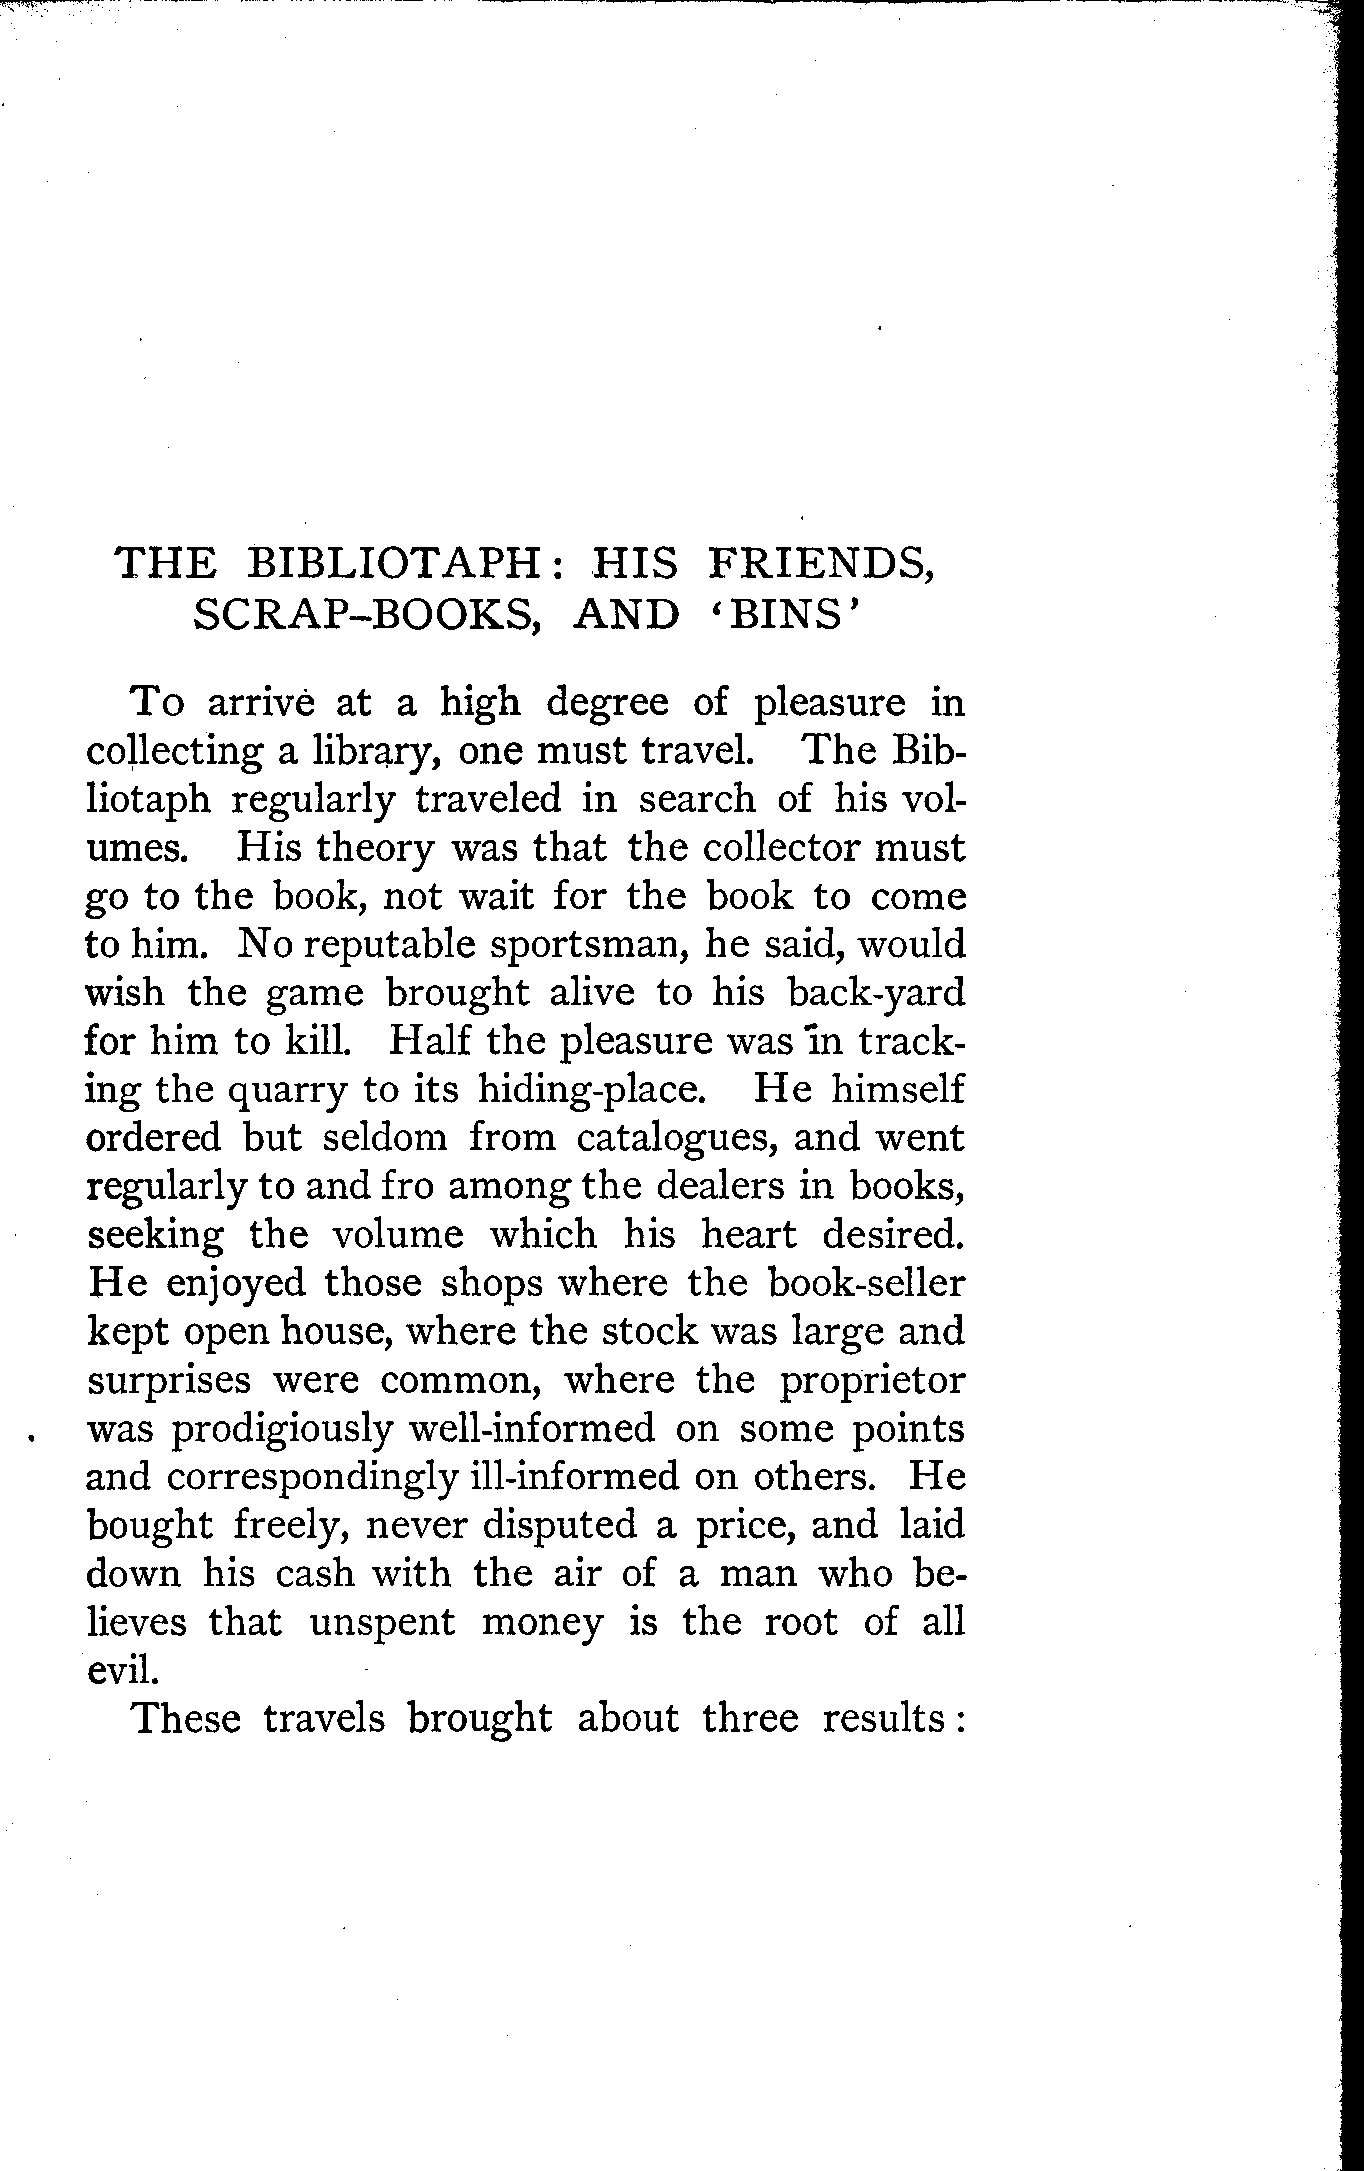 THE BIBLIOTAPH: HIS FRIENDS,
SCRAP-BOOKS, AND 'BINS'
To arrive at a high degree of pleasure in
collecting a library, one must travel. The Bib-
liotaph regularly traveled in search of his vol-
umes. His theory was that the collector must
go to the book, not wait for the book to come
to him. No reputable sportsman, he said, would
wish the game brought alive to his back-yard
for him to kill. Half the pleasure was in track-
ing the quarry to its hiding-place. He himself
ordered but seldom from catalogues, and went
regularly to and fro among the dealers in books,
seeking the volume which his heart desired.
He enjoyed those shops where the book-seller
kept open house, where the stock was large and
surprises were common, where the proprietor
was prodigiously well-informed on some points
and correspondingly ill-informed on others. He
bought freely, never disputed a price, and laid
down his cash with the air of a man who be-
lieves that unspent money is the root of all
evil.
These travels brought about three results: